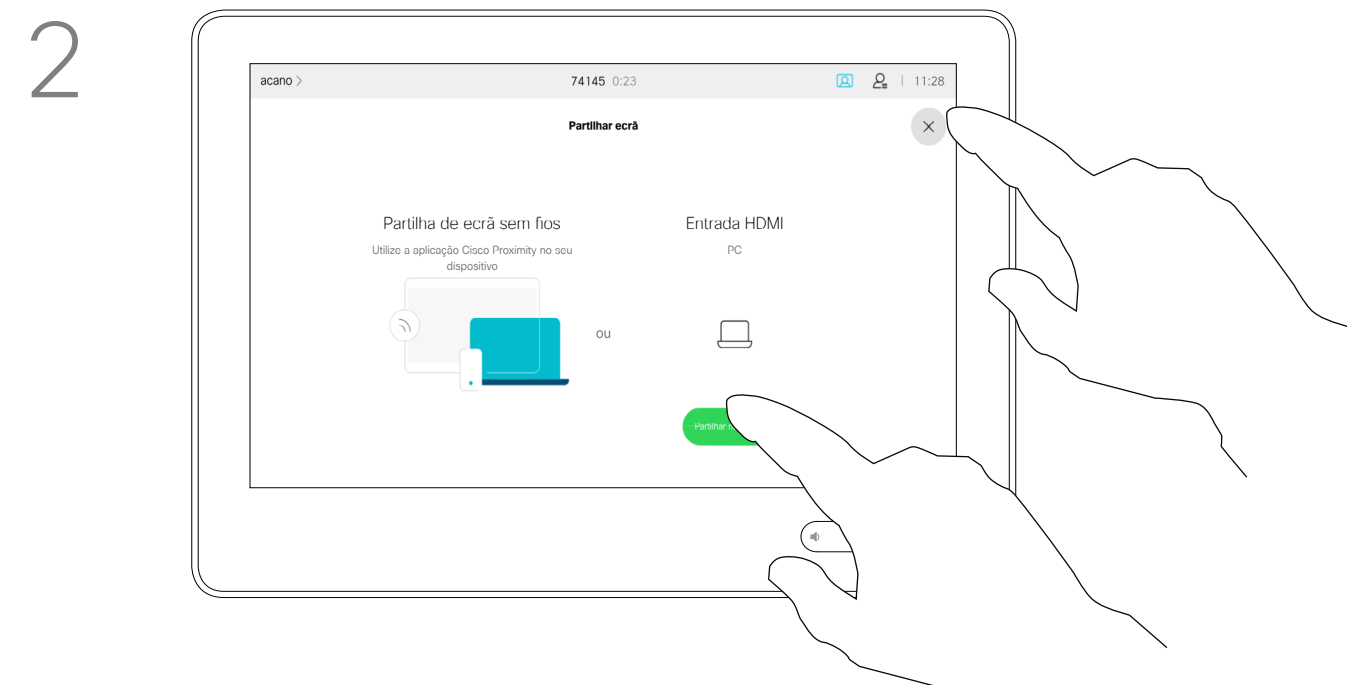 2
acano >
74145 0:23
11:28
Partilhar ecrã
Partilha de ecrã sem fios
Utilize a aplicação Cisco Proximity no seu
dispositivo
Entrada HDMI
PC
ou
Partilhar